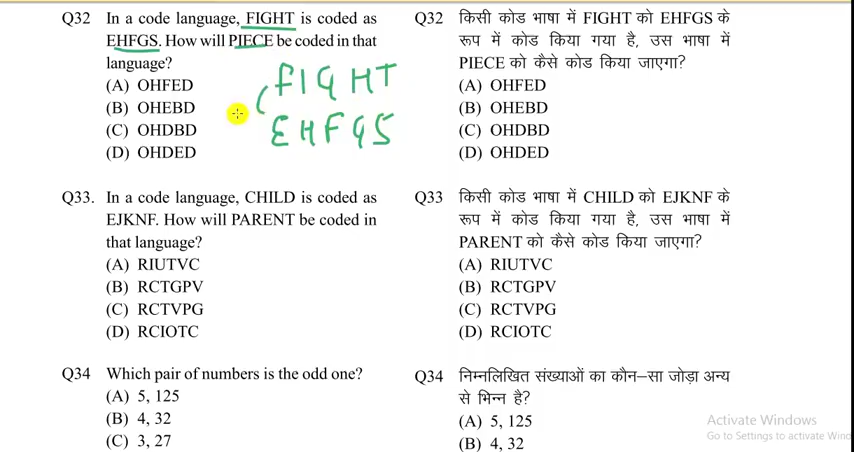 Q32 In a code language, FIGHT is coded as
EHFGS. How will PIECE be coded in that
language?
(A) OHFED
(B) OHEBD
(C) OHDBD
(D) OHDED
FIGHT
EHFGS
Q33. In a code language, CHILD is coded as
EJKNF. How will PARENT be coded in
that language?
(A) RIUTVC
(B) RCTGPV
(C) RCTVPG
(D) RCIOTC
Q34 Which pair of numbers is the odd one?
(A) 5, 125
(B) 4, 32
(C) 3, 27
Q32 किसी कोड भाषा में FIGHT को EHFGS के
रूप में कोड किया गया है, उस भाषा में
PIECE को कैसे कोड किया जाएगा?
(A) OHFED
(B) OHEBD
(C) OHDBD
(D) OHDED
Q33 किसी कोड भाषा में CHILD को EJKNF के
रूप में कोड किया गया है, उस भाषा में
PARENT को कैसे कोड किया जाएगा?
(A) RIUTVC
(B) RCTGPV
(C) RCTVPG
(D) RCIOTC
Q34 निम्नलिखित संख्याओं का कौन–सा जोड़ा अन्य
से भिन्न है?
(A) 5, 125
(B) 4, 32
Activate Windows
Go to Settings to activate Wind